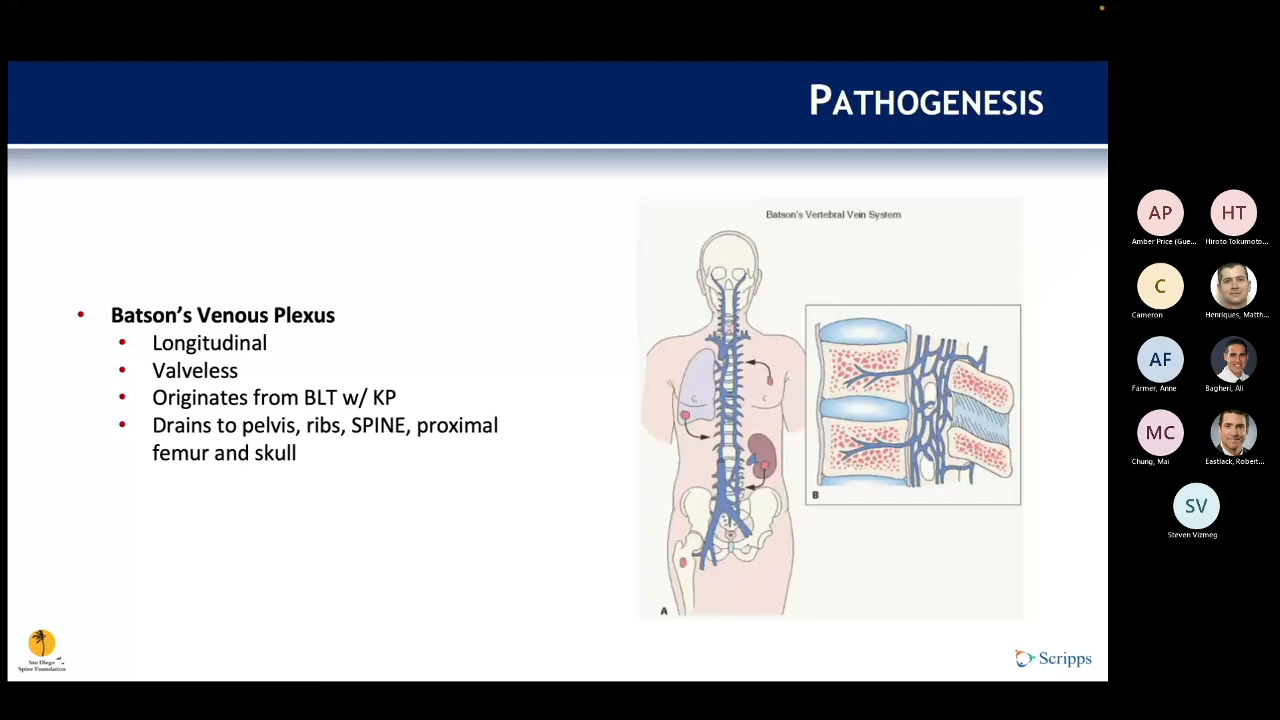 PATHOGENESIS
• Batson's Venous Plexus
• Longitudinal
• Valveless
• Originates from BLT w/ KP
• Drains to pelvis, ribs, SPINE, proximal
femur and skull
Batson's Vertebral Vein System
A
B
San Diego
Spine Foundation
Scripps
AP
HT
Amber Price (Gue...
Hiroto Tokumoto...
C
Cameron
Henriques, Matth...
AF
Farmer, Anne
Bagheri, Ali
MC
Chung, Mai
Eastlack, Robert...
SV
Steven Vizmeg